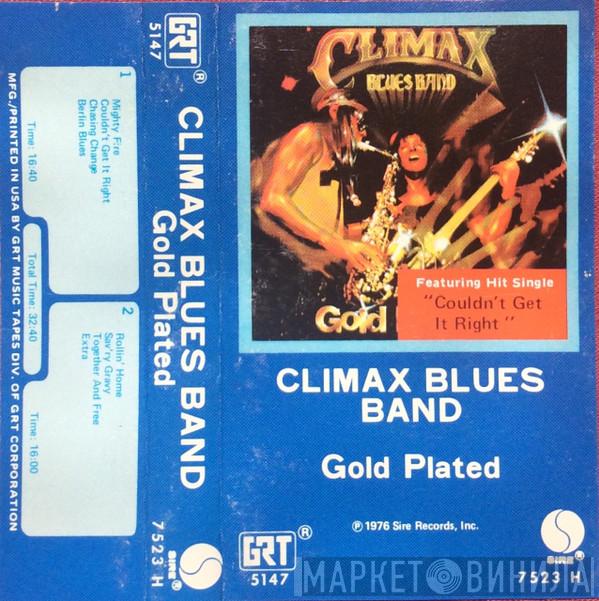 1
Mighty Fire
Couldn't Get It Right
Chasing Change
Berlin Blues
Time: 16:40
Total Time: 32:40
2
Rollin' Home
Sav'ry Gravy
Together And Free
Extra
Time: 16:00
MFG./PRINTED IN USA BY GRT MUSIC TAPES DIV. OF GRT CORPORATION
GRT®
5147
CLIMAX BLUES BAND
Gold Plated
SIRE®
7523 H
CLIMAX
BLUES BAND
Gold
Featuring Hit Single
"Couldn't Get
It Right"
CLIMAX BLUES
BAND
Gold Plated
℗ 1976 Sire Records, Inc.
GRT®
5147
SIRE®
7523 H
МАРКЕТ ВИНИЛА